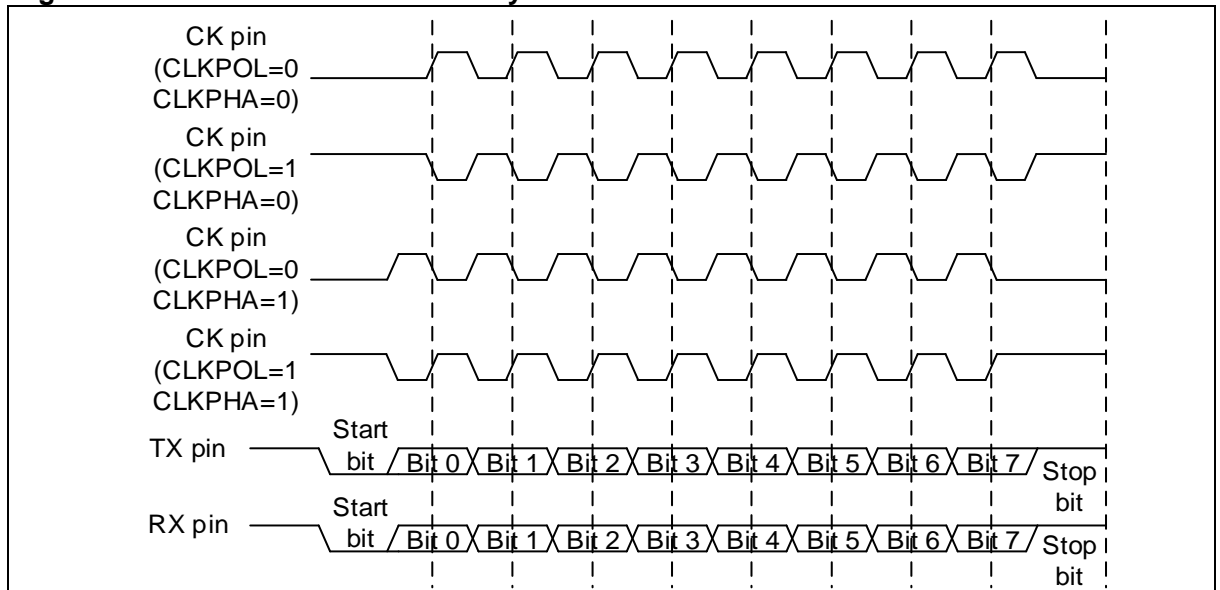 CK pin
(CLKPOL=0
CLKPHA=0)
CK pin
(CLKPOL=1
CLKPHA=0)
CK pin
(CLKPOL=0
CLKPHA=1)
CK pin
(CLKPOL=1
CLKPHA=1)
TX pin
Start
bit
Bit 0 Bit 1 Bit 2 Bit 3 Bit 4 Bit 5 Bit 6 Bit 7
Stop
bit
RX pin
Start
bit
Bit 0 Bit 1 Bit 2 Bit 3 Bit 4 Bit 5 Bit 6 Bit 7
Stop
bit